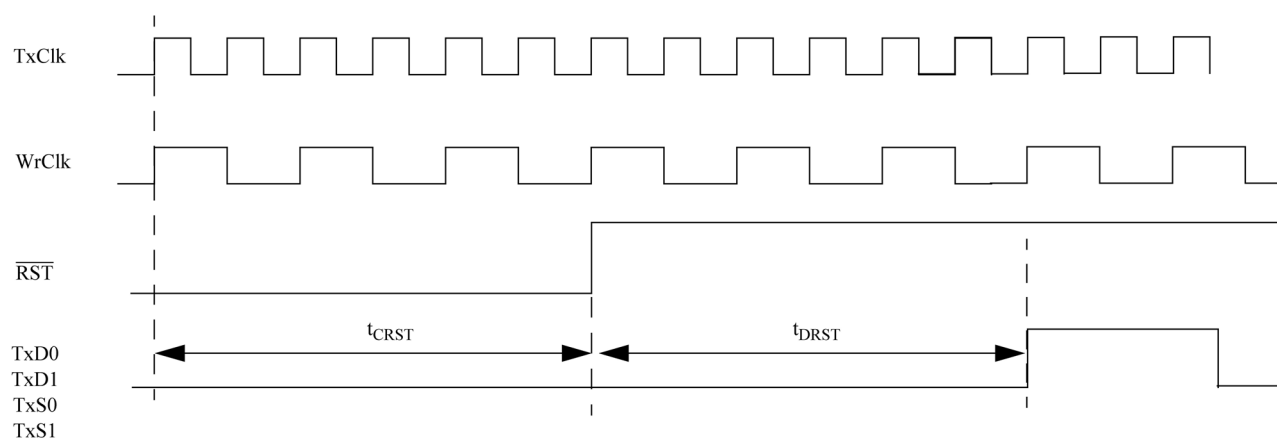 TxClk
WrClk
RST
tCRST
tDRST
TxD0
TxD1
TxS0
TxS1